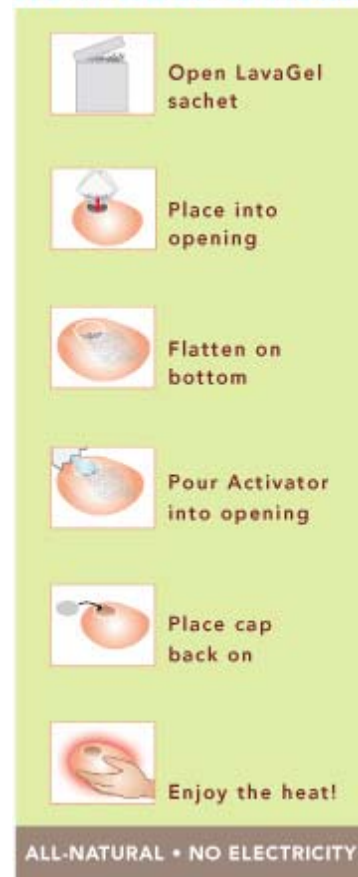 Open LavaGel
sachet
Place into
opening
Flatten on
bottom
Pour Activator
into opening
Place cap
back on
Enjoy the heat!
ALL-NATURAL • NO ELECTRICITY